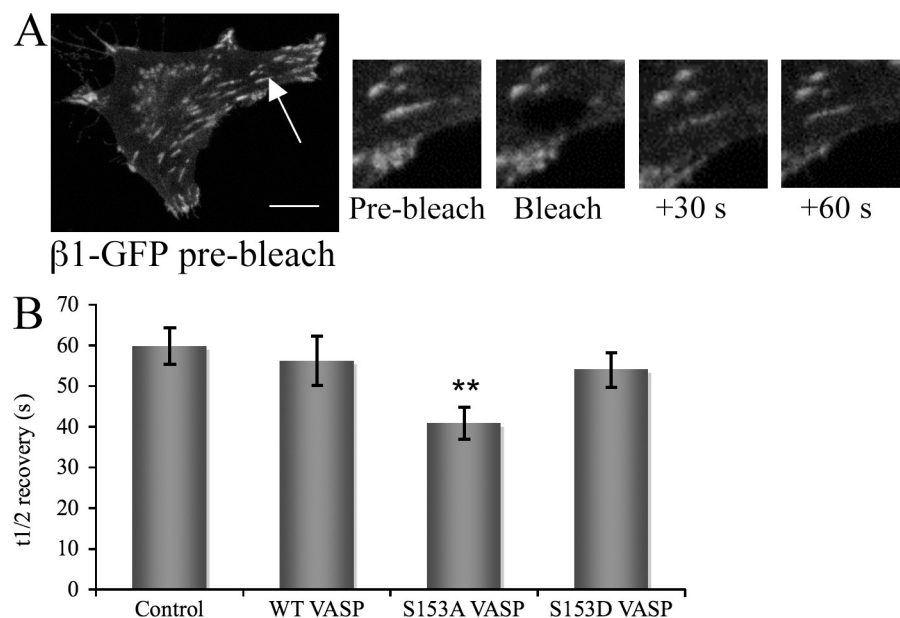 A
Pre-bleach Bleach +30 s +60 s
β1-GFP pre-bleach
B
70
60
50
40
30
20
10
0
t1/2 recovery (s)
**
Control WT VASP S153A VASP S153D VASP